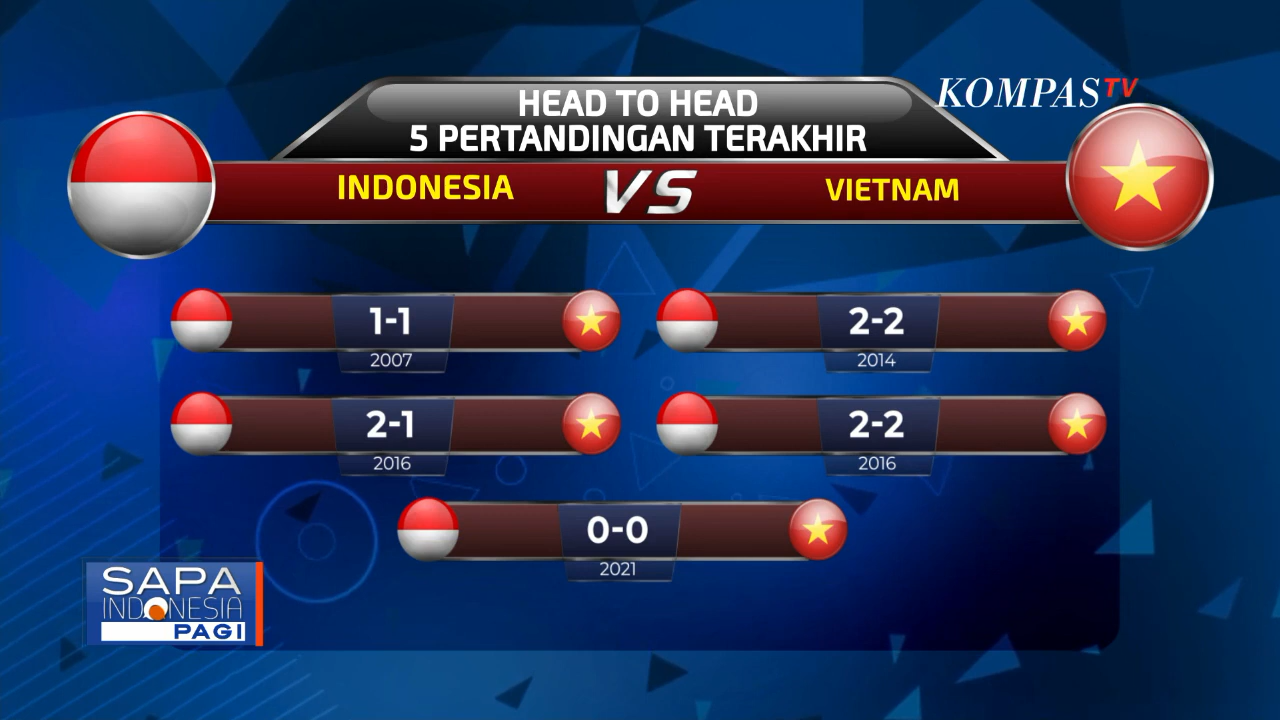 KOMPASTV
HEAD TO HEAD
5 PERTANDINGAN TERAKHIR
INDONESIA VS VIETNAM
1-1
2007
2-2
2014
2-1
2016
2-2
2016
0-0
2021
SAPA
INDONESIA
PAGI